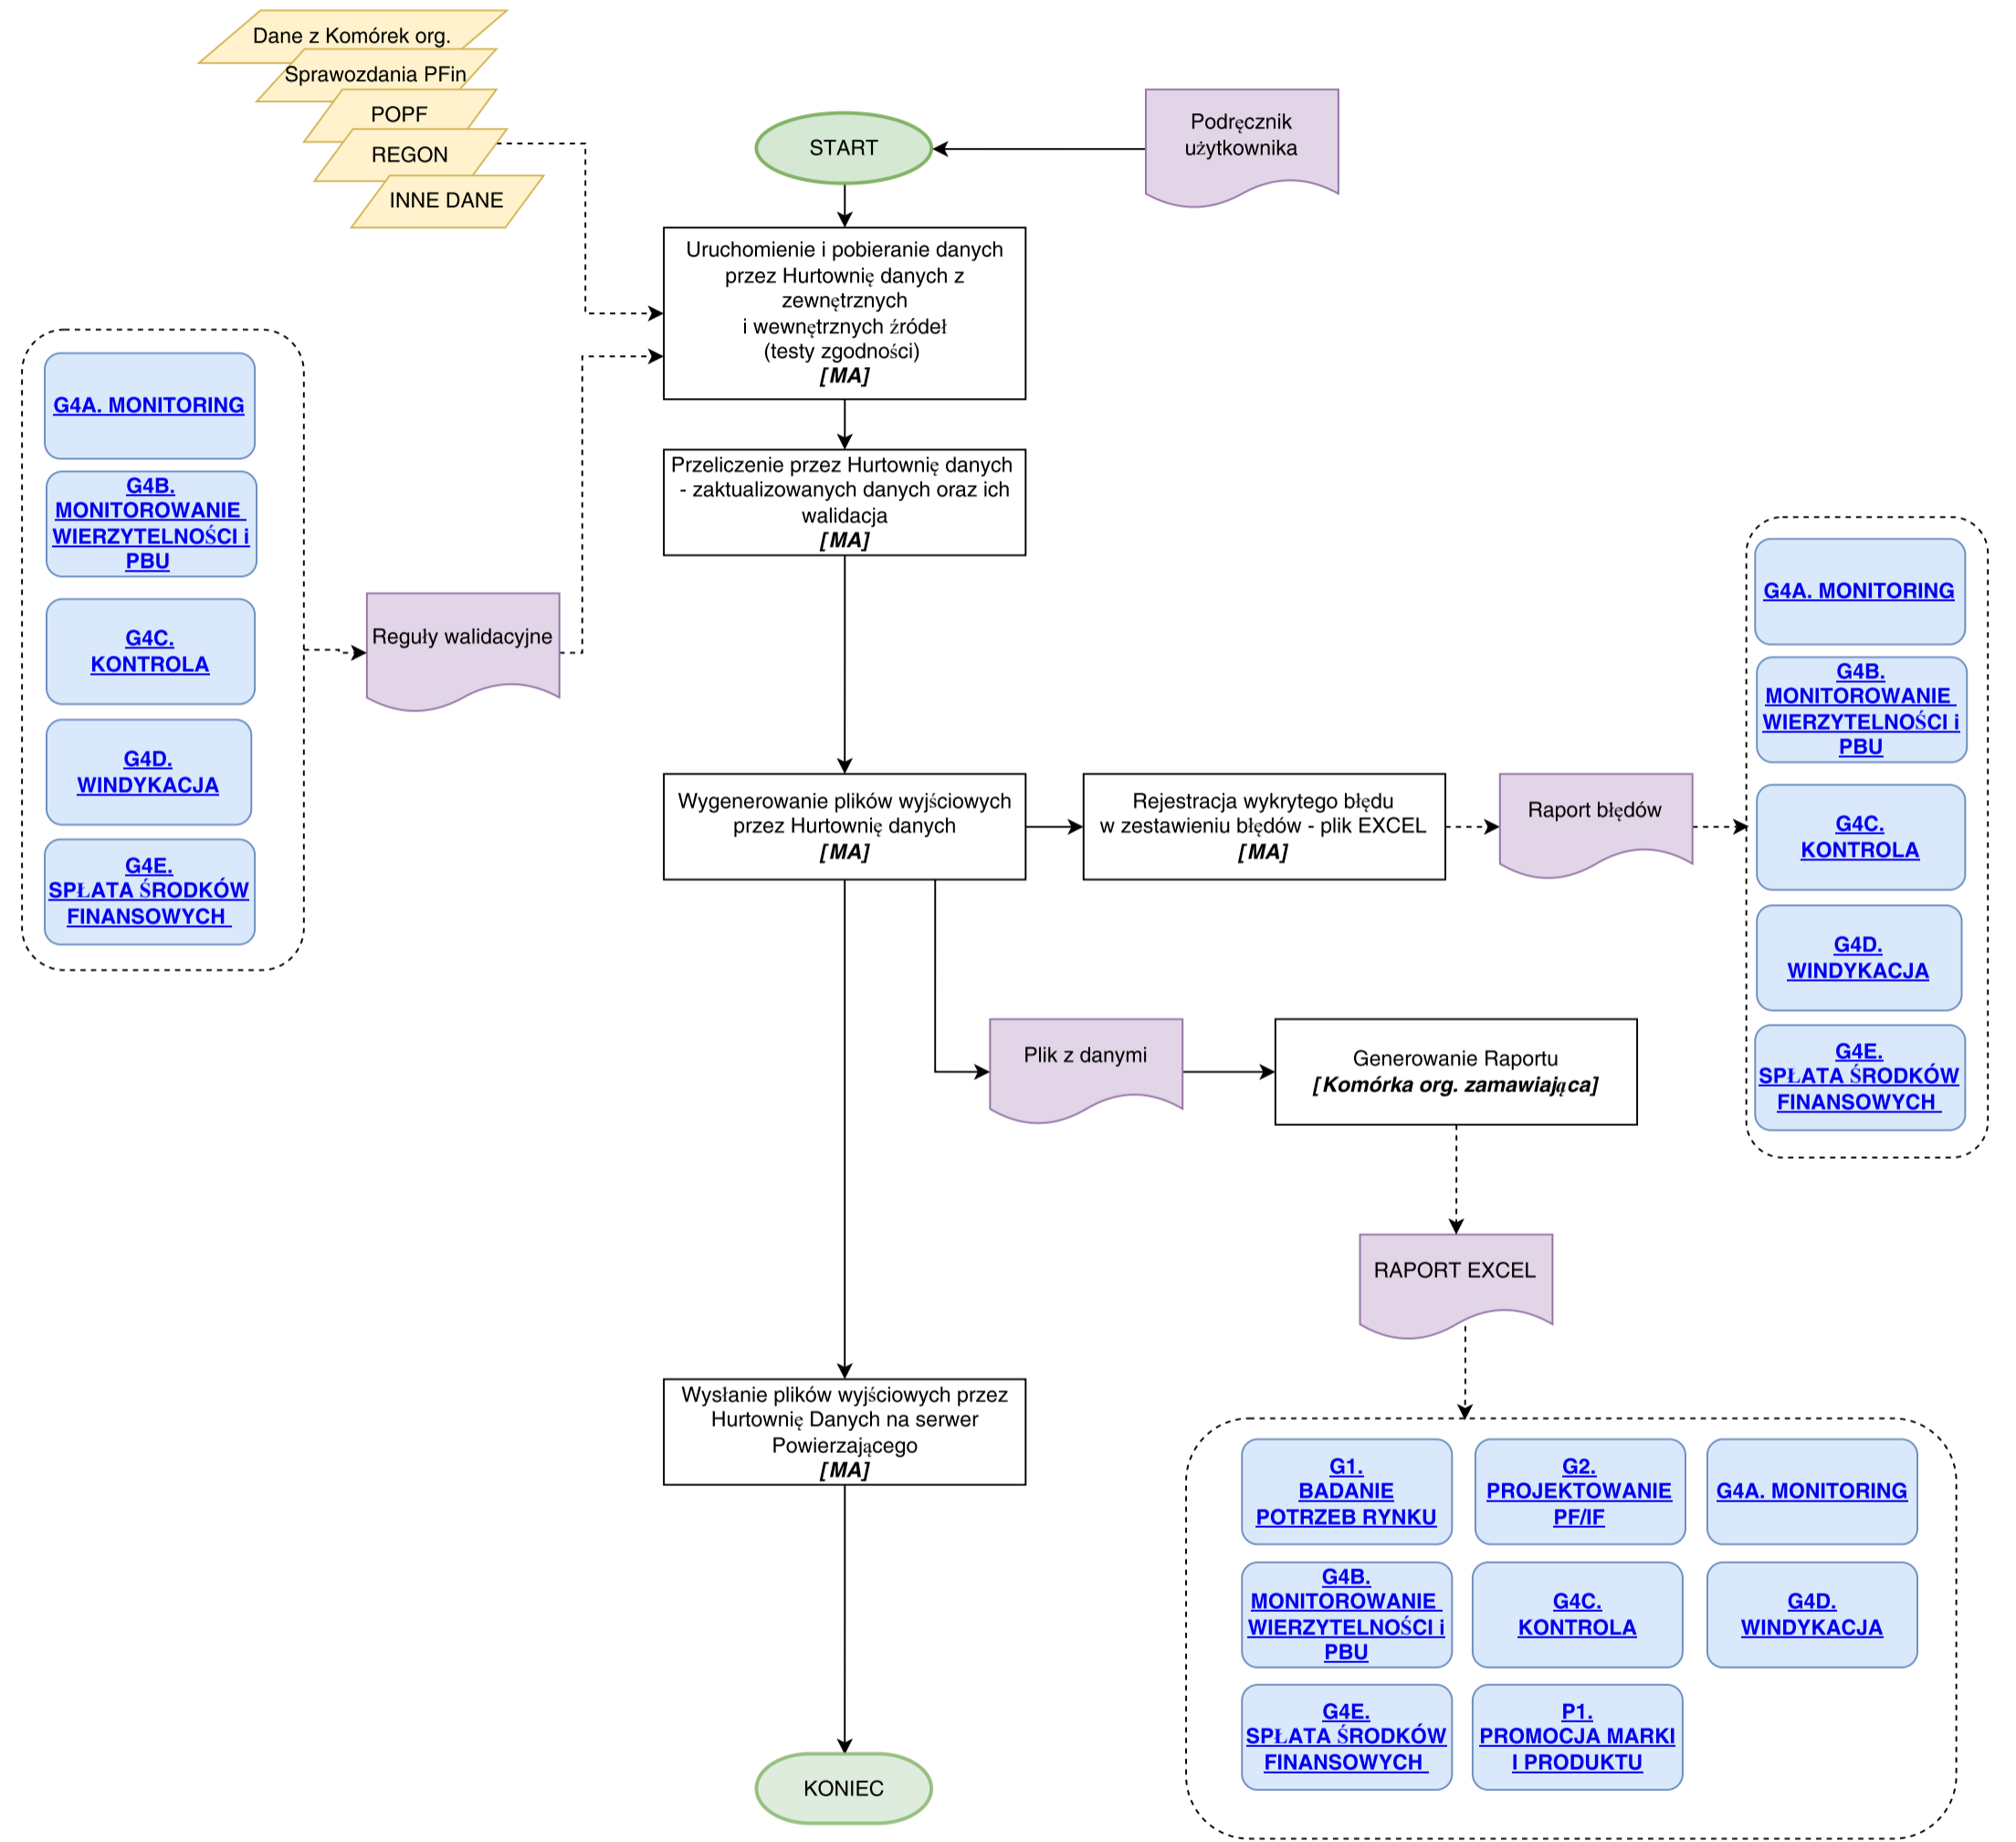 Dane z Komórek org.
Sprawozdania PFin
POPF
REGON
INNE DANE
START
Podręcznik
użytkownika
Uruchomienie i pobieranie danych
przez Hurtownię danych z
zewnętrznych
i wewnętrznych źródeł
(testy zgodności)
[MA]
Przeliczenie przez Hurtownię danych
- zaktualizowanych danych oraz ich
walidacja
[MA]
G4A. MONITORING
G4B.
MONITOROWANIE
WIERZYTELNOŚCI i
PBU
G4C.
KONTROLA
G4D.
WINDYKACJA
G4E.
SPŁATA ŚRODKÓW
FINANSOWYCH
Reguły walidacyjne
Wygenerowanie plików wyjściowych
przez Hurtownię danych
[MA]
Rejestracja wykrytego błędu
w zestawieniu błędów - plik EXCEL
[MA]
Raport błędów
G4A. MONITORING
G4B.
MONITOROWANIE
WIERZYTELNOŚCI i
PBU
G4C.
KONTROLA
G4D.
WINDYKACJA
G4E.
SPŁATA ŚRODKÓW
FINANSOWYCH
Plik z danymi
Generowanie Raportu
[Komórka org. zamawiająca]
RAPORT EXCEL
Wysłanie plików wyjściowych przez
Hurtownię Danych na serwer
Powierzającego
[MA]
G1.
BADANIE
POTRZEB RYNKU
G2.
PROJEKTOWANIE
PF/IF
G4A. MONITORING
G4B.
MONITOROWANIE
WIERZYTELNOŚCI i
PBU
G4C.
KONTROLA
G4D.
WINDYKACJA
G4E.
SPŁATA ŚRODKÓW
FINANSOWYCH
P1.
PROMOCJA MARKI
I PRODUKTU
KONIEC